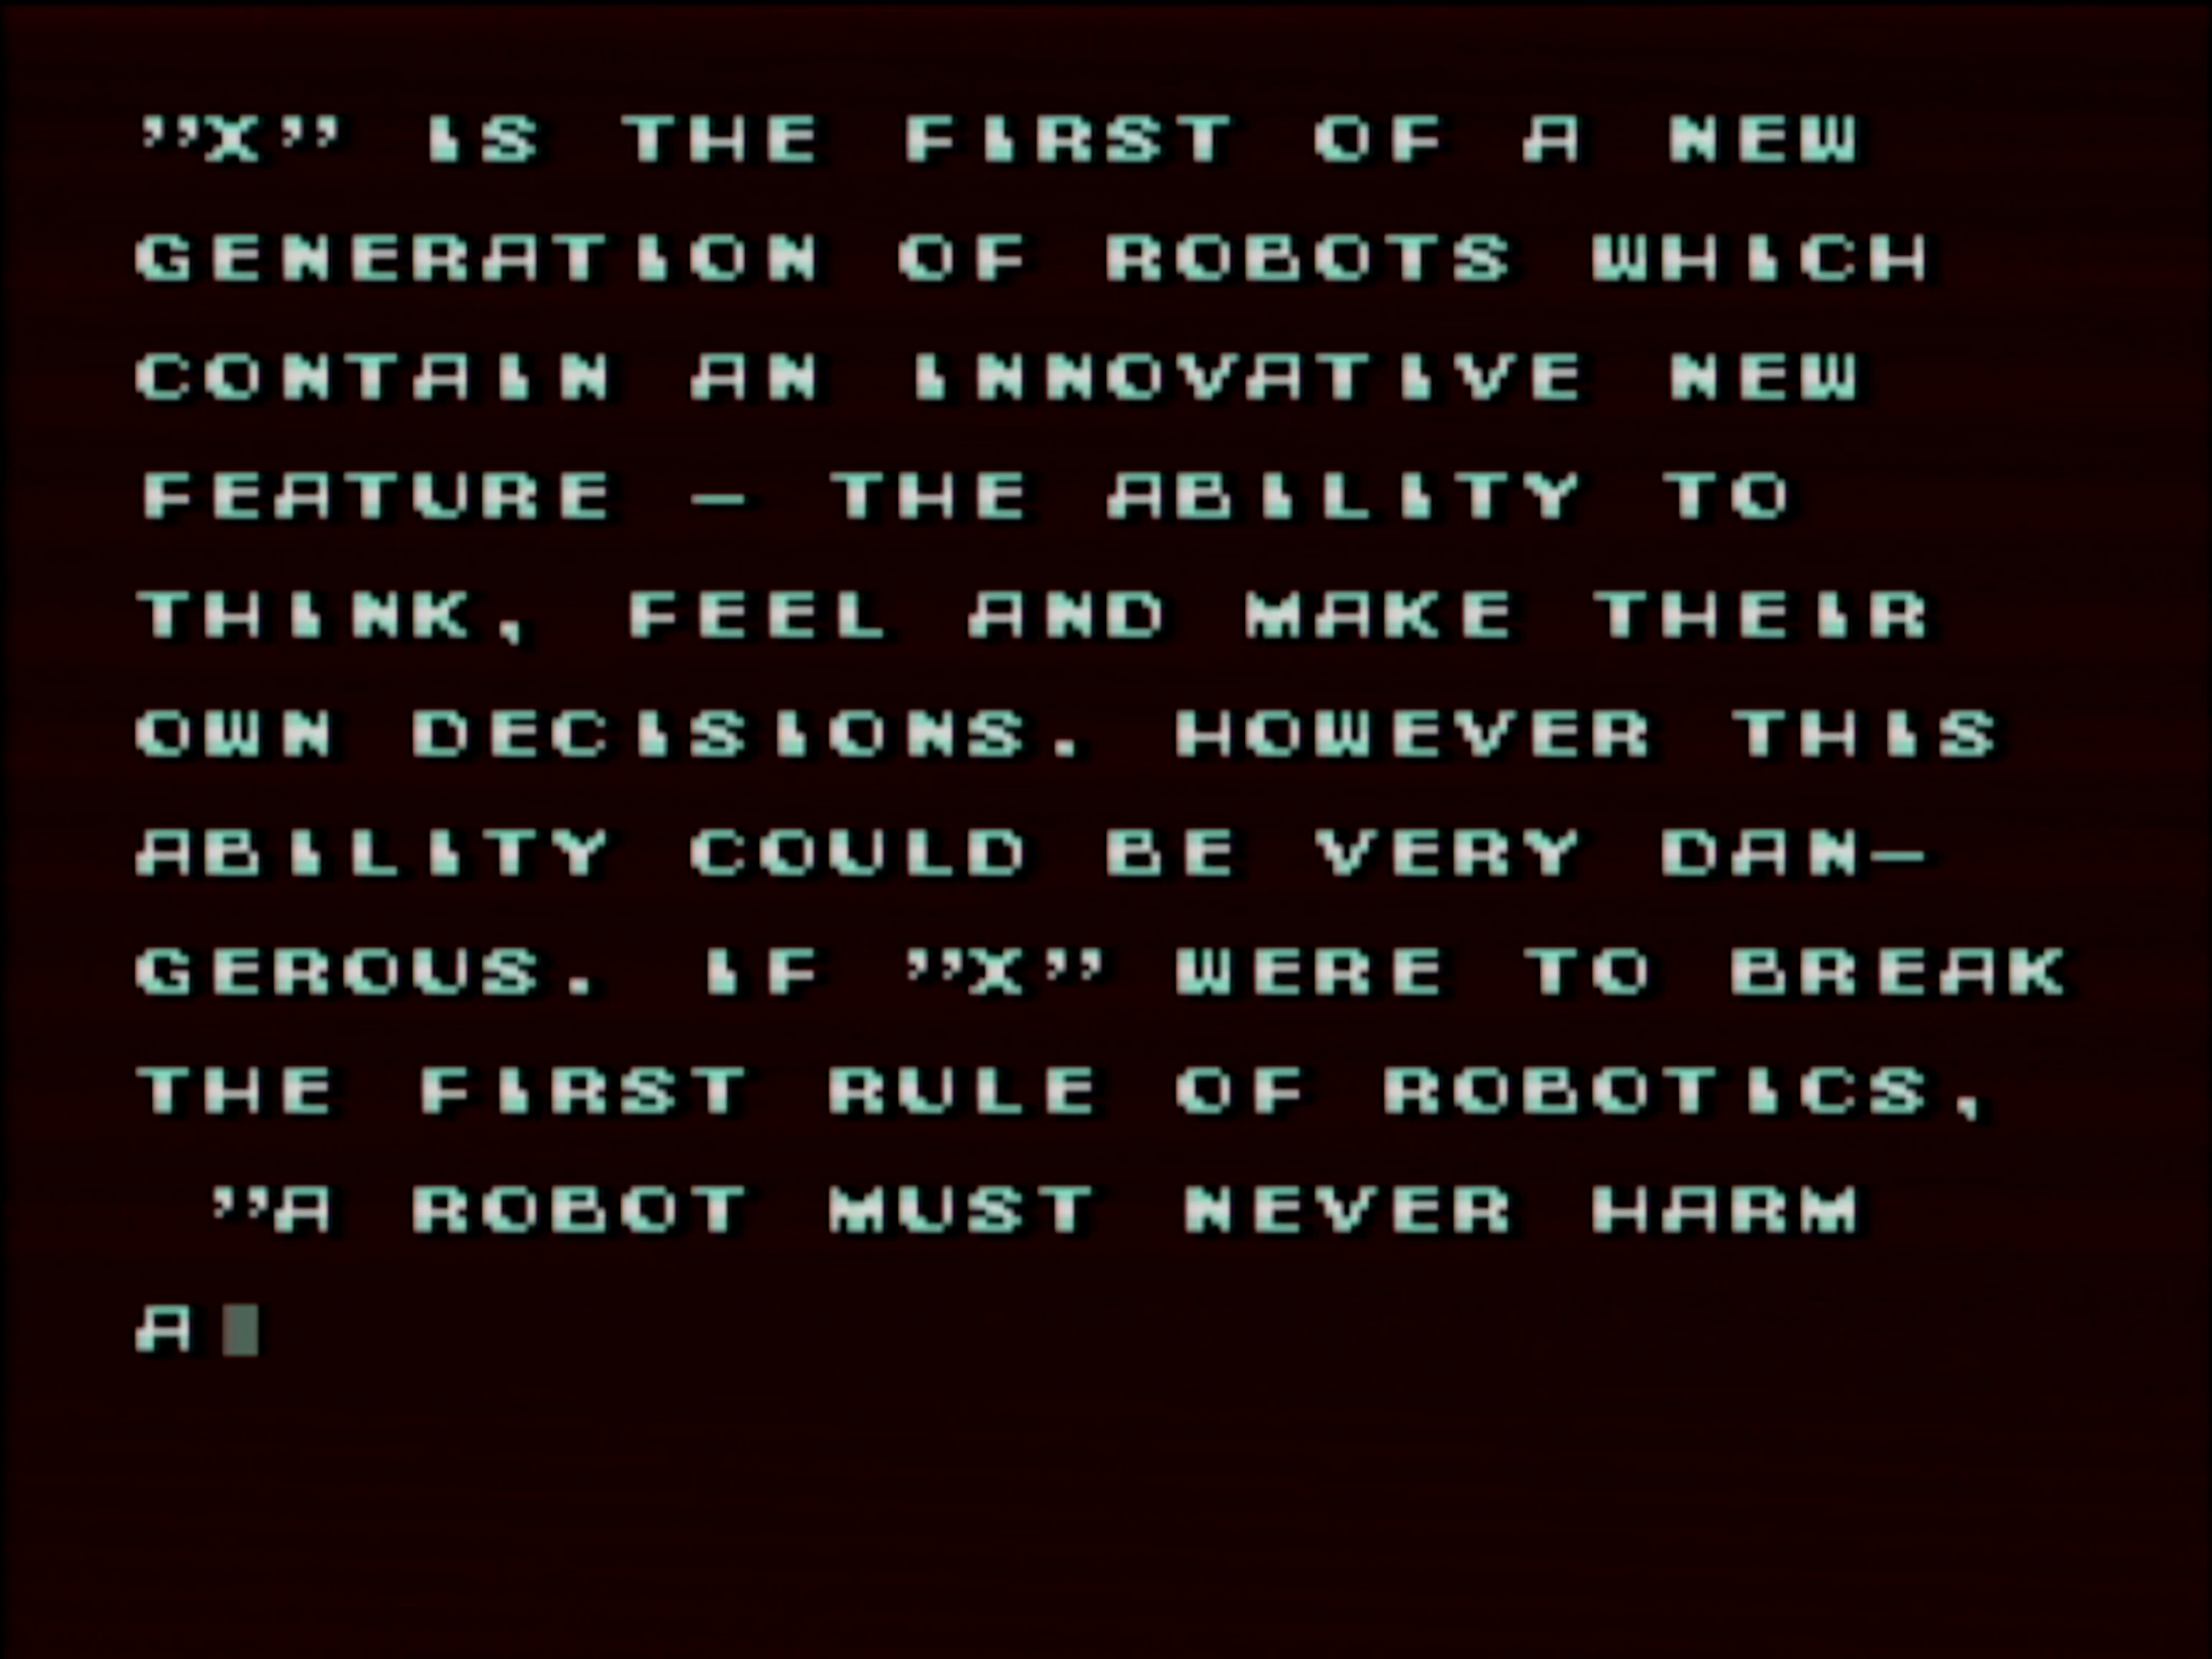 ”X” IS THE FIRST OF A NEW
GENERATION OF ROBOTS WHICH
CONTAIN AN INNOVATIVE NEW
FEATURE – THE ABILITY TO
THINK, FEEL AND MAKE THEIR
OWN DECISIONS. HOWEVER THIS
ABILITY COULD BE VERY DAN–
GEROUS. IF ”X” WERE TO BREAK
THE FIRST RULE OF ROBOTICS,
”A ROBOT MUST NEVER HARM
A